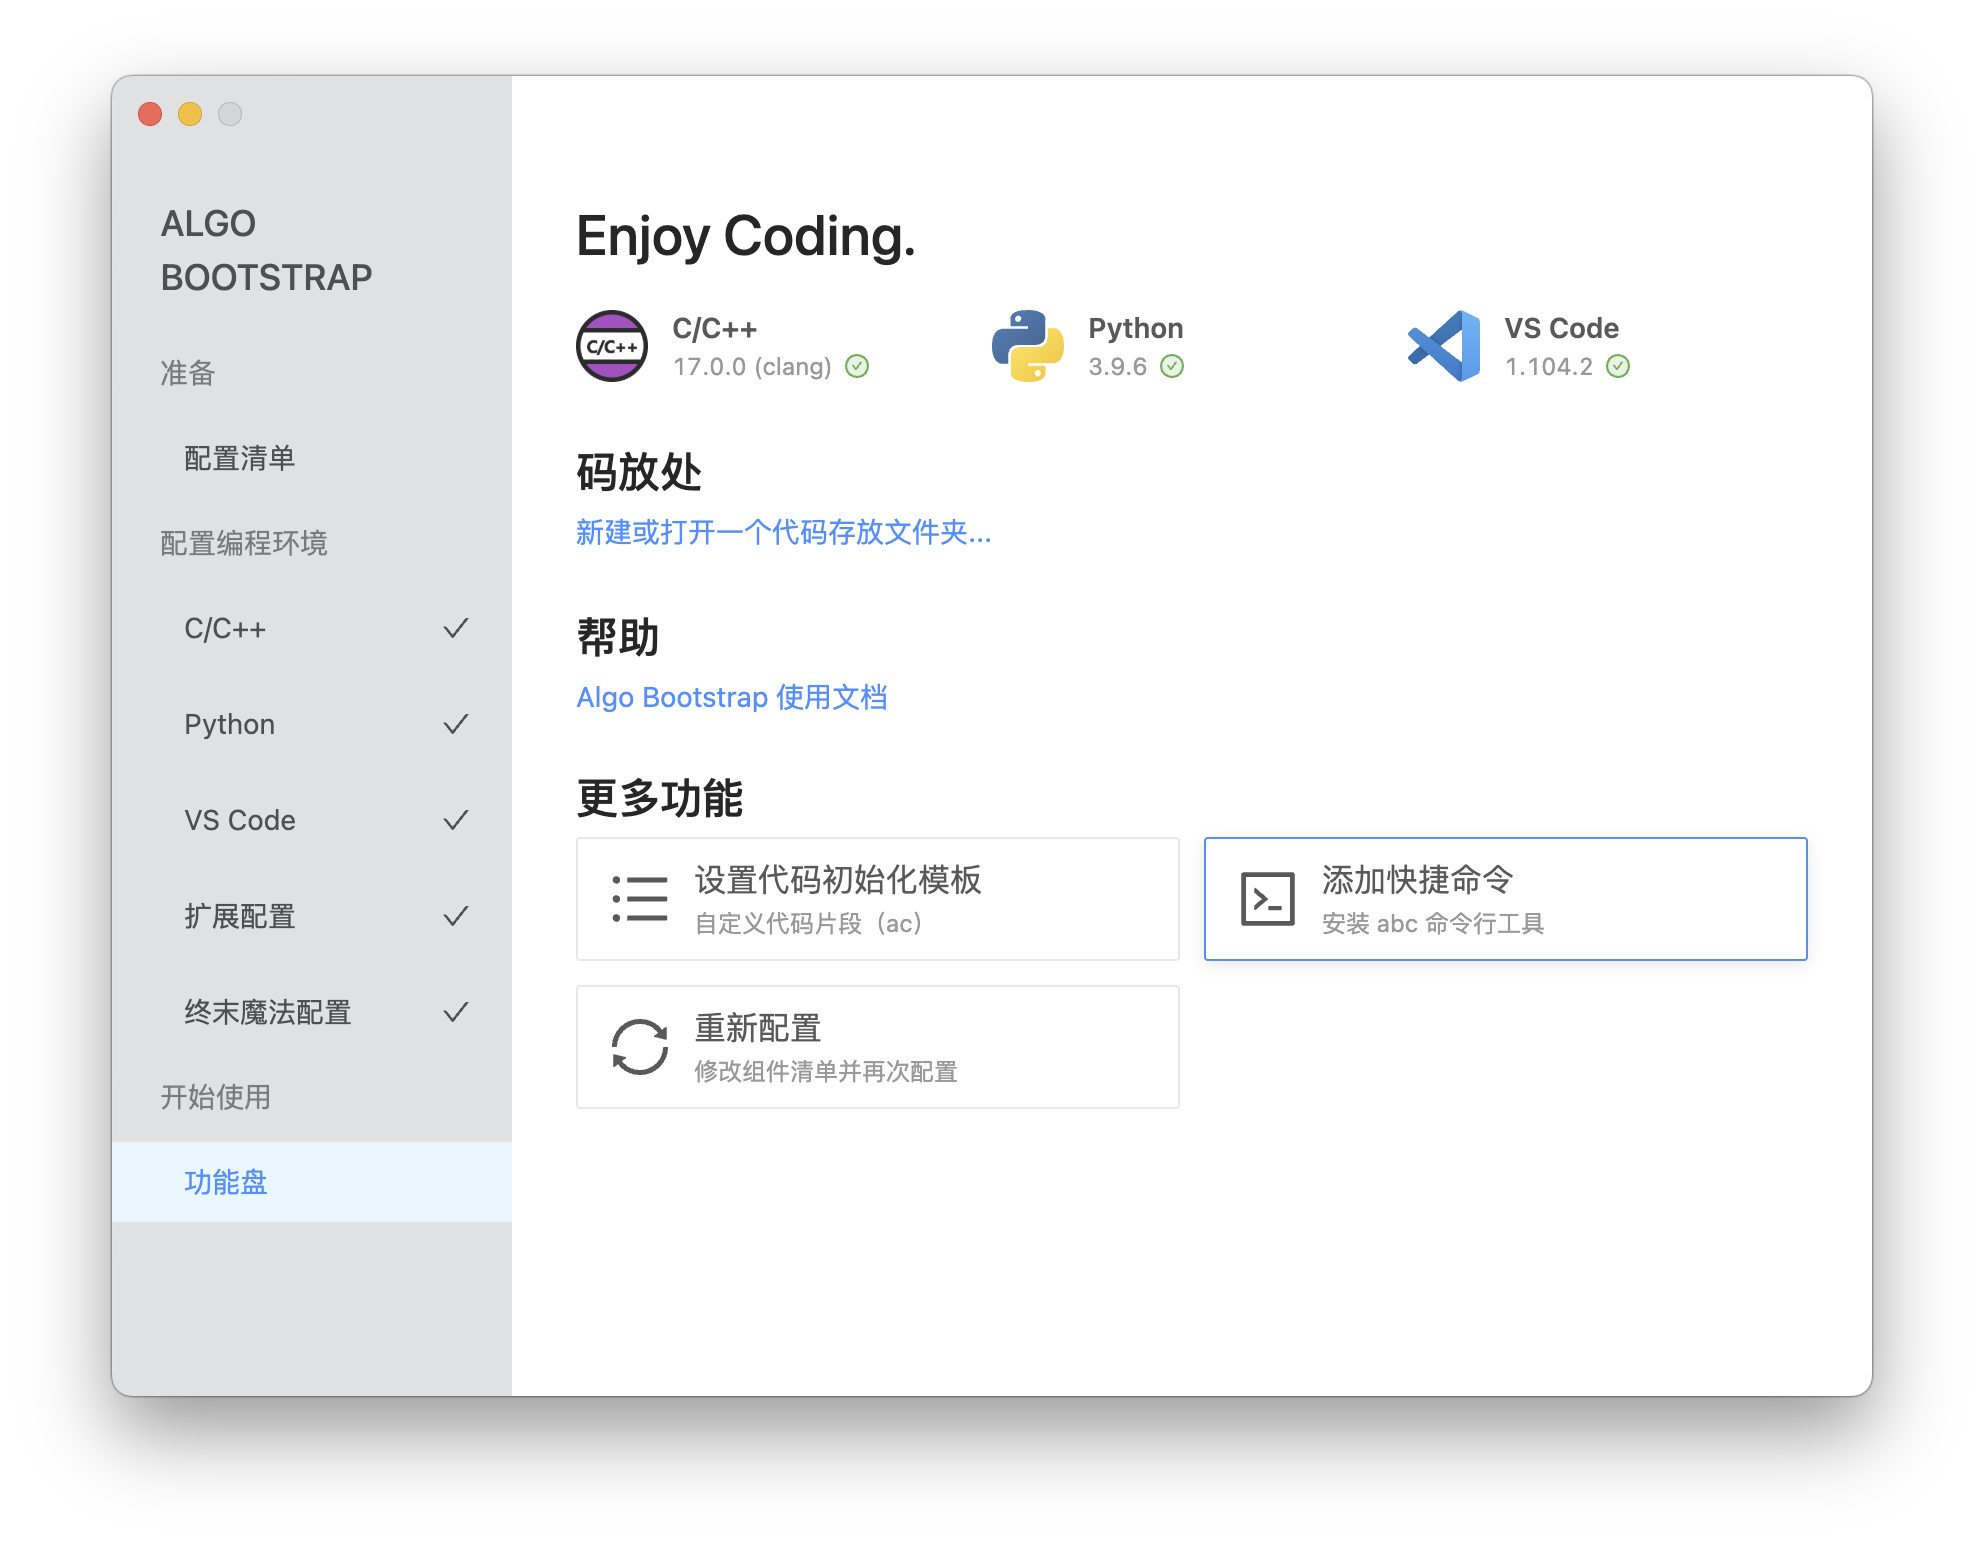 ALGO
BOOTSTRAP
准备
配置清单
配置编程环境
C/C++
Python
VS Code
扩展配置
终末魔法配置
开始使用
功能盘
Enjoy Coding.
C/C++
C/C++
17.0.0 (clang)
Python
3.9.6
VS Code
1.104.2
码放处
新建或打开一个代码存放文件夹...
帮助
Algo Bootstrap 使用文档
更多功能
设置代码初始化模板
自定义代码片段（ac）
添加快捷命令
安装 abc 命令行工具
重新配置
修改组件清单并再次配置